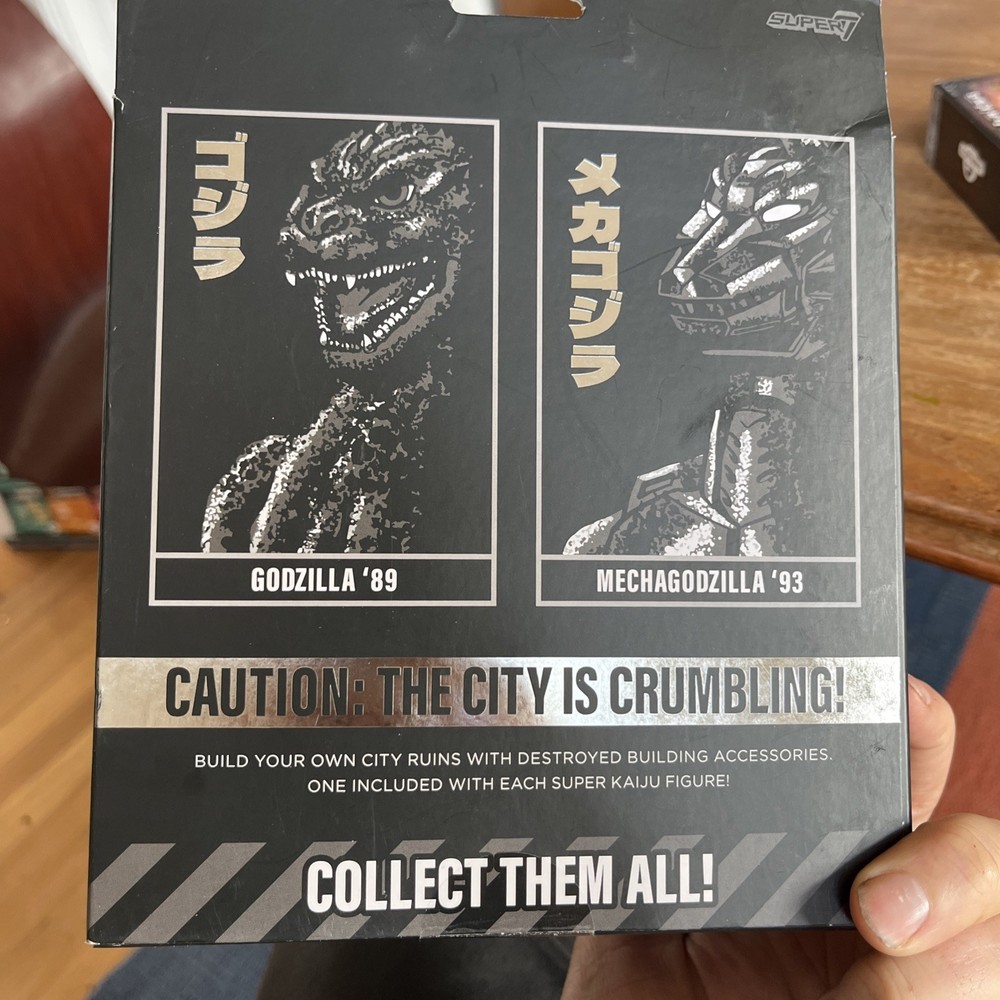 SUPER7
ゴジラ
メカゴジラ
GODZILLA ‘89
MECHAGODZILLA ‘93
CAUTION: THE CITY IS CRUMBLING!
BUILD YOUR OWN CITY RUINS WITH DESTROYED BUILDING ACCESSORIES.
ONE INCLUDED WITH EACH SUPER KAIJU FIGURE!
COLLECT THEM ALL!